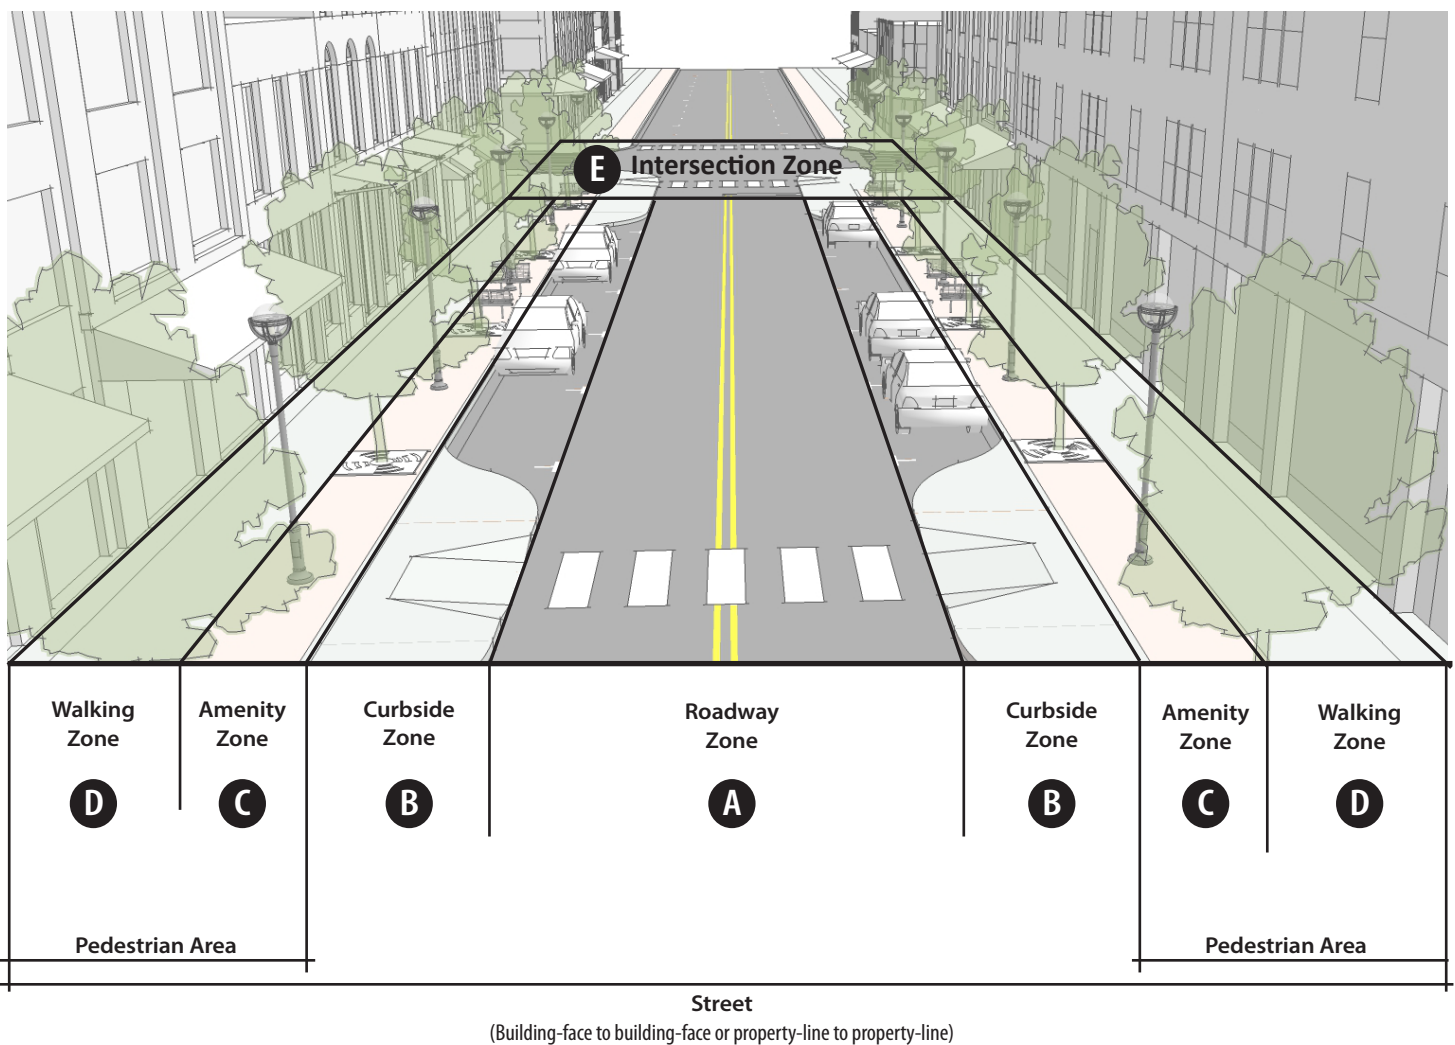 E Intersection Zone
Walking Zone
D
Amenity Zone
C
Curbside Zone
B
Roadway Zone
A
Curbside Zone
B
Amenity Zone
C
Walking Zone
D
Pedestrian Area
Pedestrian Area
Street
(Building-face to building-face or property-line to property-line)